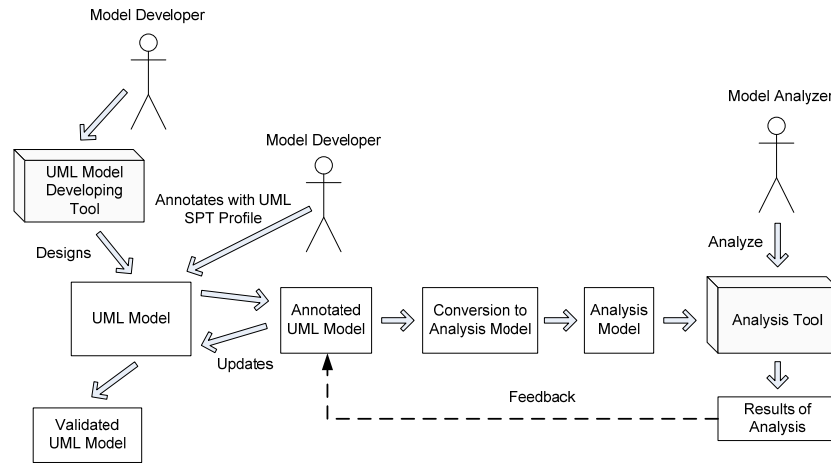 Model Developer
Model Analyzer
Model Developer
UML Model
Developing
Tool
Annotates with UML
SPT Profile
Designs
Analyze
UML Model
Annotated
UML Model
Conversion to
Analysis Model
Analysis
Model
Analysis Tool
Updates
Feedback
Validated
UML Model
Results of
Analysis